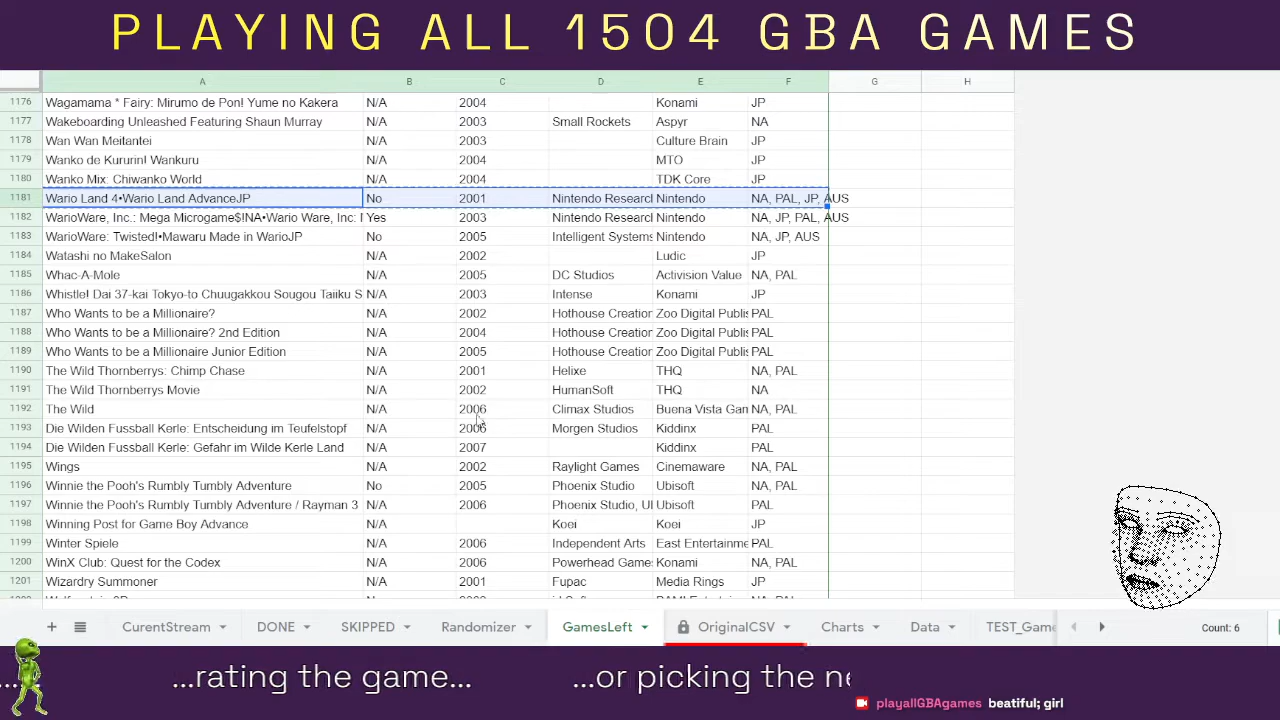 PLAYING ALL 1504 GBA GAMES
A B C D E F G H
1176 Wagamama * Fairy: Mirumo de Pon! Yume no Kakera N/A 2004 Konami JP
1177 Wakeboarding Unleashed Featuring Shaun Murray N/A 2003 Small Rockets Aspyr NA
1178 Wan Wan Meitantei N/A 2003 Culture Brain JP
1179 Wanko de Kururin! Wankuru N/A 2004 MTO JP
1180 Wanko Mix: Chiwanko World N/A 2004 TDK Core JP
1181 Wario Land 4•Wario Land AdvanceJP No 2001 Nintendo Research Nintendo NA, PAL, JP, AUS
1182 WarioWare, Inc.: Mega Microgame$!NA•Wario Ware, Inc: Yes 2003 Nintendo Research Nintendo NA, JP, PAL, AUS
1183 WarioWare: Twisted!•Mawaru Made in WarioJP No 2005 Intelligent Systems Nintendo NA, JP, AUS
1184 Watashi no MakeSalon N/A 2002 Ludic JP
1185 Whac-A-Mole N/A 2005 DC Studios Activision Value NA, PAL
1186 Whistle! Dai 37-kai Tokyo-to Chuugakkou Sougou Taiiku S N/A 2003 Intense Konami JP
1187 Who Wants to be a Millionaire? N/A 2002 Hothouse Creation Zoo Digital Publis PAL
1188 Who Wants to be a Millionaire? 2nd Edition N/A 2004 Hothouse Creation Zoo Digital Publis PAL
1189 Who Wants to be a Millionaire Junior Edition N/A 2005 Hothouse Creation Zoo Digital Publis PAL
1190 The Wild Thornberrys: Chimp Chase N/A 2001 Helixe THQ NA, PAL
1191 The Wild Thornberrys Movie N/A 2002 HumanSoft THQ NA
1192 The Wild N/A 2006 Climax Studios Buena Vista Gam NA, PAL
1193 Die Wilden Fussball Kerle: Entscheidung im Teufelstopf N/A 2006 Morgen Studios Kiddinx PAL
1194 Die Wilden Fussball Kerle: Gefahr im Wilde Kerle Land N/A 2007 Kiddinx PAL
1195 Wings N/A 2002 Raylight Games Cinemaware NA, PAL
1196 Winnie the Pooh's Rumbly Tumbly Adventure No 2005 Phoenix Studio Ubisoft NA, PAL
1197 Winnie the Pooh's Rumbly Tumbly Adventure / Rayman 3 N/A 2006 Phoenix Studio, Ubisoft PAL
1198 Winning Post for Game Boy Advance N/A Koei Koei JP
1199 Winter Spiele N/A 2006 Independent Arts East Entertainme PAL
1200 WinX Club: Quest for the Codex N/A 2006 Powerhead Games Konami NA, PAL
1201 Wizardry Summoner N/A 2001 Fupac Media Rings JP
CurentStream DONE SKIPPED Randomizer GamesLeft OriginalCSV Charts Data TEST_Game Count: 6
...rating the game... ...or picking the ne
playallGBAgames beatiful; girl